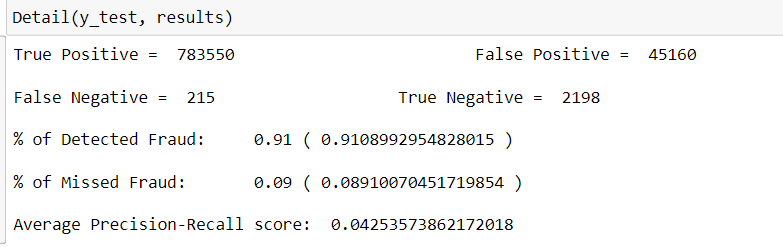 Detail(y_test, results)
True Positive = 783550 False Positive = 45160
False Negative = 215 True Negative = 2198
% of Detected Fraud: 0.91 ( 0.9108992954828015 )
% of Missed Fraud: 0.09 ( 0.08910070451719854 )
Average Precision-Recall score: 0.04253573862172018